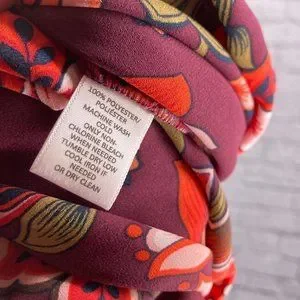 100% POLYESTER/
POLIÉSTER
MACHINE WASH
COLD
ONLY NON-
CHLORINE BLEACH
WHEN NEEDED
TUMBLE DRY LOW
COOL IRON IF
NEEDED
OR DRY CLEAN